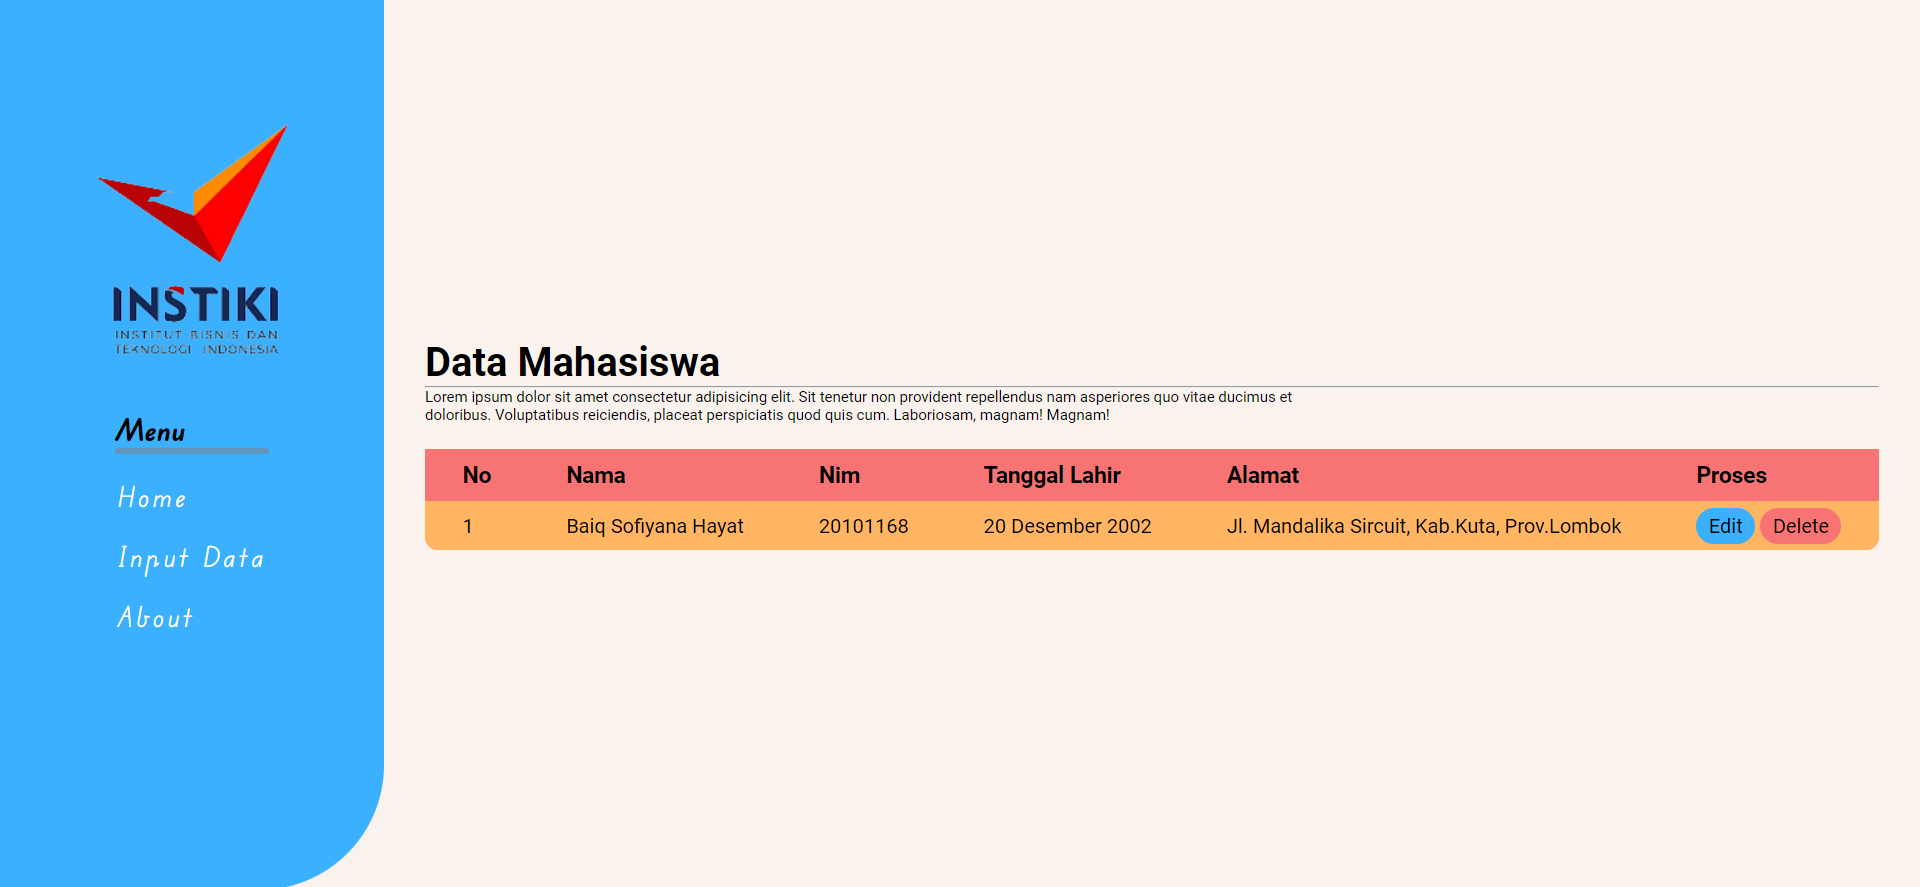 INSTIKI
INSTITUT BISNIS DAN
TEKNOLOGI INDONESIA
Menu
Home
Input Data
About
Data Mahasiswa
Lorem ipsum dolor sit amet consectetur adipisicing elit. Sit tenetur non provident repellendus nam asperiores quo vitae ducimus et
doloribus. Voluptatibus reiciendis, placeat perspiciatis quod quis cum. Laboriosam, magnam! Magnam!
No Nama Nim Tanggal Lahir Alamat Proses
1 Baiq Sofiyana Hayat 20101168 20 Desember 2002 Jl. Mandalika Sircuit, Kab.Kuta, Prov.Lombok Edit Delete